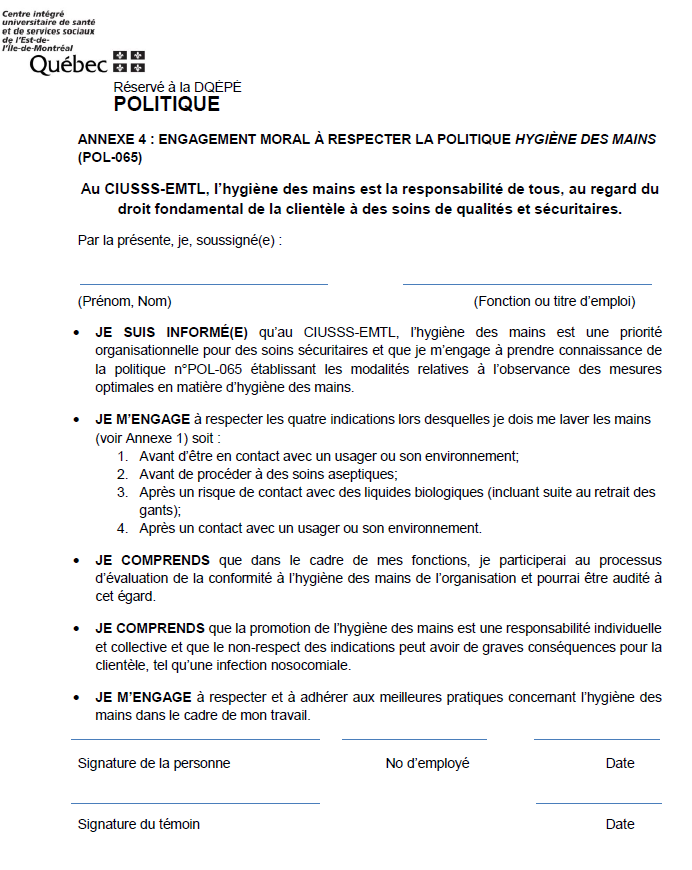 Centre intégré
universitaire de santé
et de services sociaux
de l'Est-de-
l'Île-de-Montréal
Québec
Réservé à la DQÉPÉ
POLITIQUE
ANNEXE 4 : ENGAGEMENT MORAL À RESPECTER LA POLITIQUE HYGIÈNE DES MAINS
(POL-065)
Au CIUSSS-EMTL, l'hygiène des mains est la responsabilité de tous, au regard du
droit fondamental de la clientèle à des soins de qualités et sécuritaires.
Par la présente, je, soussigné(e) :
(Prénom, Nom) (Fonction ou titre d'emploi)
• JE SUIS INFORMÉ(E) qu'au CIUSSS-EMTL, l'hygiène des mains est une priorité
organisationnelle pour des soins sécuritaires et que je m'engage à prendre connaissance de
la politique n°POL-065 établissant les modalités relatives à l'observance des mesures
optimales en matière d'hygiène des mains.
• JE M'ENGAGE à respecter les quatre indications lors desquelles je dois me laver les mains
(voir Annexe 1) soit :
1. Avant d'être en contact avec un usager ou son environnement;
2. Avant de procéder à des soins aseptiques;
3. Après un risque de contact avec des liquides biologiques (incluant suite au retrait des
gants);
4. Après un contact avec un usager ou son environnement.
• JE COMPRENDS que dans le cadre de mes fonctions, je participerai au processus
d'évaluation de la conformité à l'hygiène des mains de l'organisation et pourrai être audité à
cet égard.
• JE COMPRENDS que la promotion de l'hygiène des mains est une responsabilité individuelle
et collective et que le non-respect des indications peut avoir de graves conséquences pour la
clientèle, tel qu'une infection nosocomiale.
• JE M'ENGAGE à respecter et à adhérer aux meilleures pratiques concernant l'hygiène des
mains dans le cadre de mon travail.
Signature de la personne No d'employé Date
Signature du témoin Date